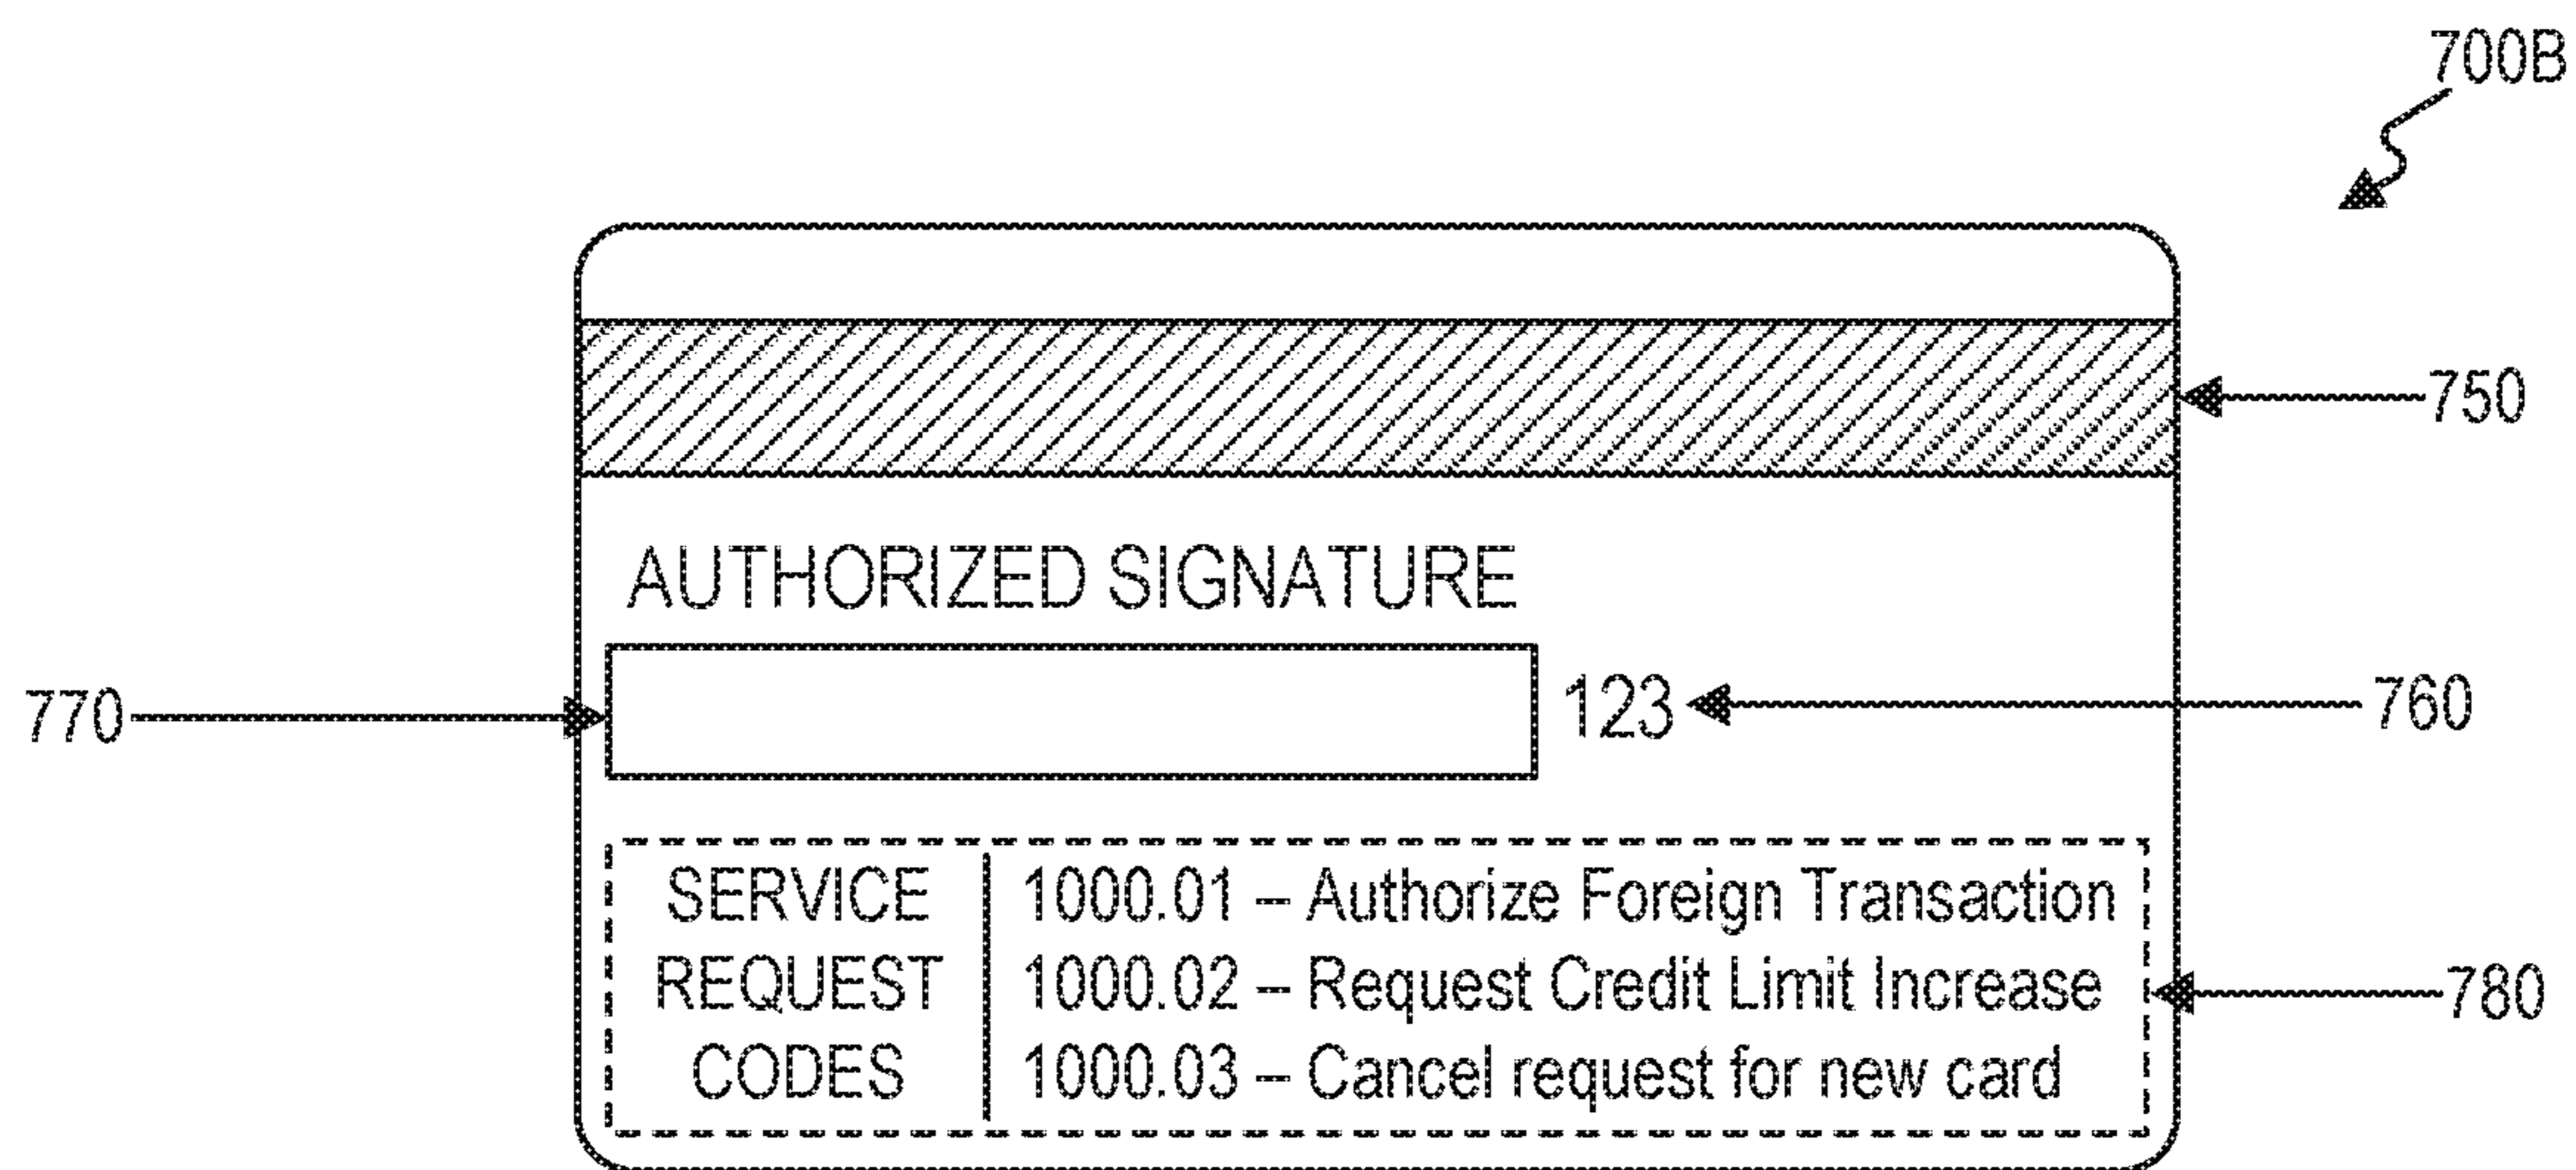 700B
750
AUTHORIZED SIGNATURE
770
123
760
SERVICE REQUEST CODES
1000.01 – Authorize Foreign Transaction
1000.02 – Request Credit Limit Increase
1000.03 – Cancel request for new card
780